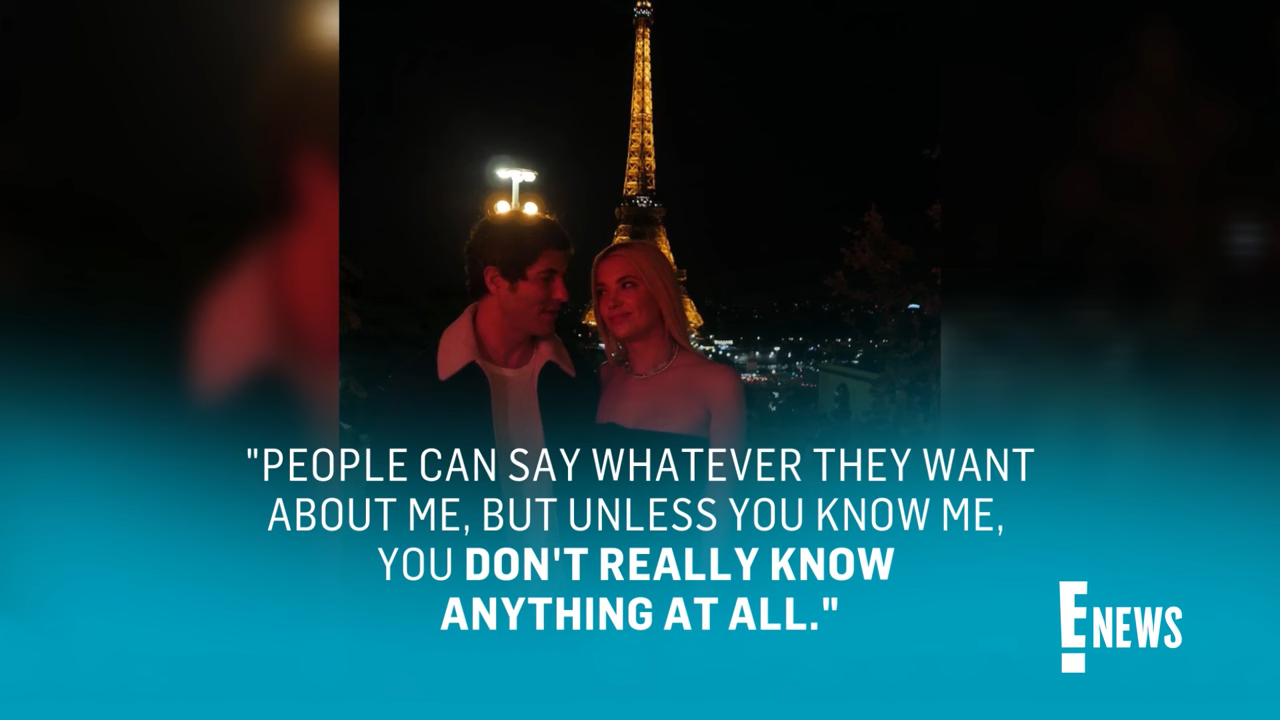 "PEOPLE CAN SAY WHATEVER THEY WANT
ABOUT ME, BUT UNLESS YOU KNOW ME,
YOU DON'T REALLY KNOW
ANYTHING AT ALL."
E! NEWS